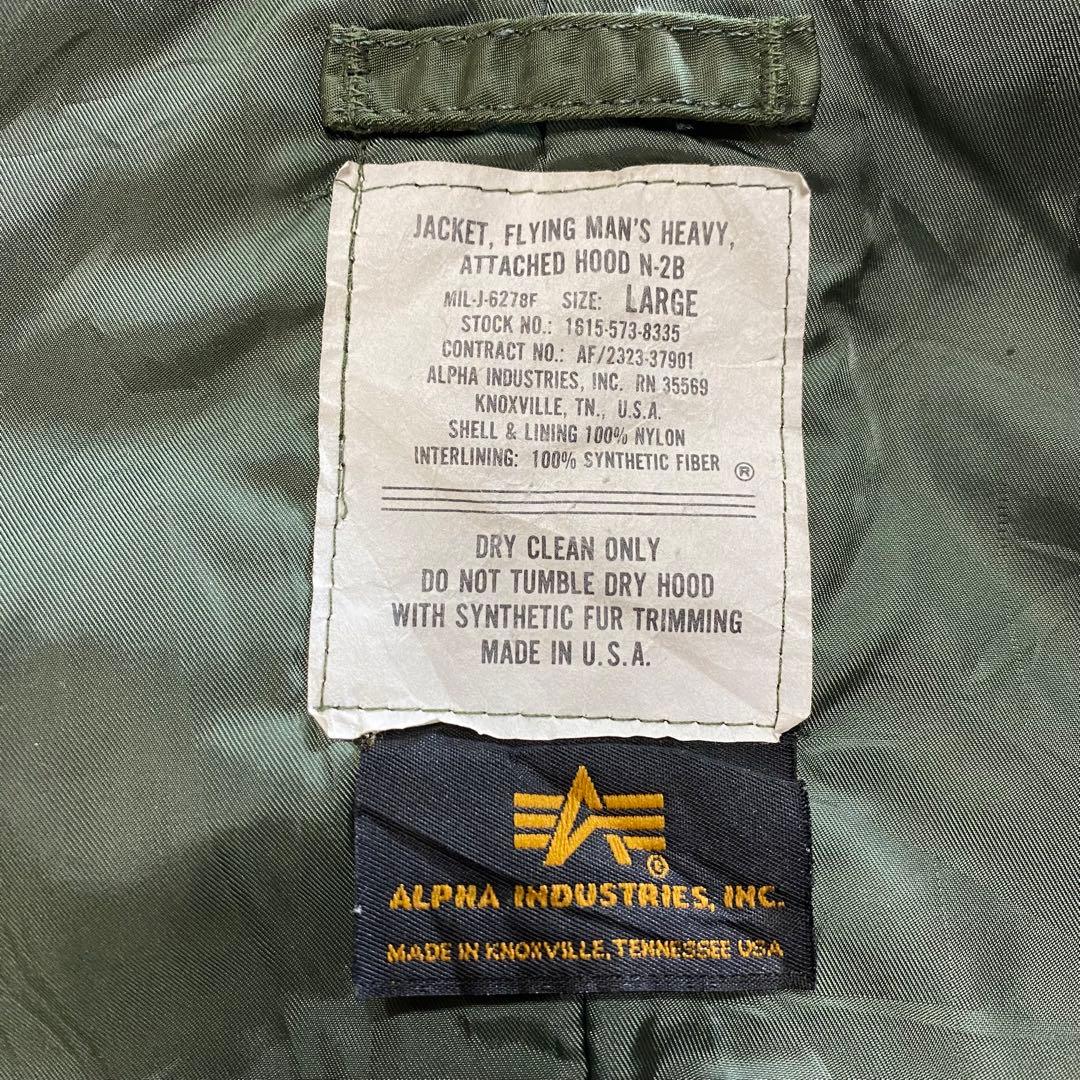 JACKET, FLYING MAN'S HEAVY,
ATTACHED HOOD N-2B
MIL-J-6278F SIZE: LARGE
STOCK NO.: 1615-573-8335
CONTRACT NO.: AF/2323-37901
ALPHA INDUSTRIES, INC. RN 35569
KNOXVILLE, TN., U.S.A.
SHELL & LINING 100% NYLON
INTERLINING: 100% SYNTHETIC FIBER ®
DRY CLEAN ONLY
DO NOT TUMBLE DRY HOOD
WITH SYNTHETIC FUR TRIMMING
MADE IN U.S.A.
®
ALPHA INDUSTRIES, INC.
MADE IN KNOXVILLE, TENNESSEE USA